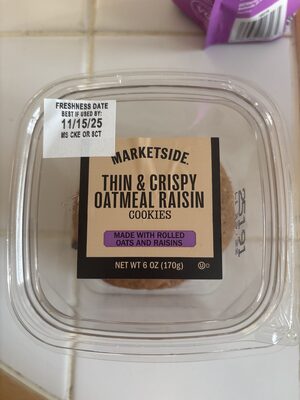 FRESHNESS DATE
BEST IF USED BY:
11/15/25
MS CKE OR 8CT
MARKETSIDE.
THIN & CRISPY
OATMEAL RAISIN
COOKIES
MADE WITH ROLLED
OATS AND RAISINS
NET WT 6 OZ (170g)